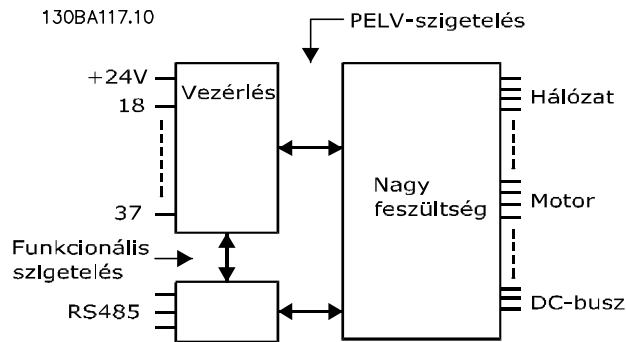 130BA117.10
PELV-szigetelés
+24V
18
37
Vezérlés
Nagy
feszültség
Hálózat
Motor
DC-busz
Funkcionális
szigetelés
RS485